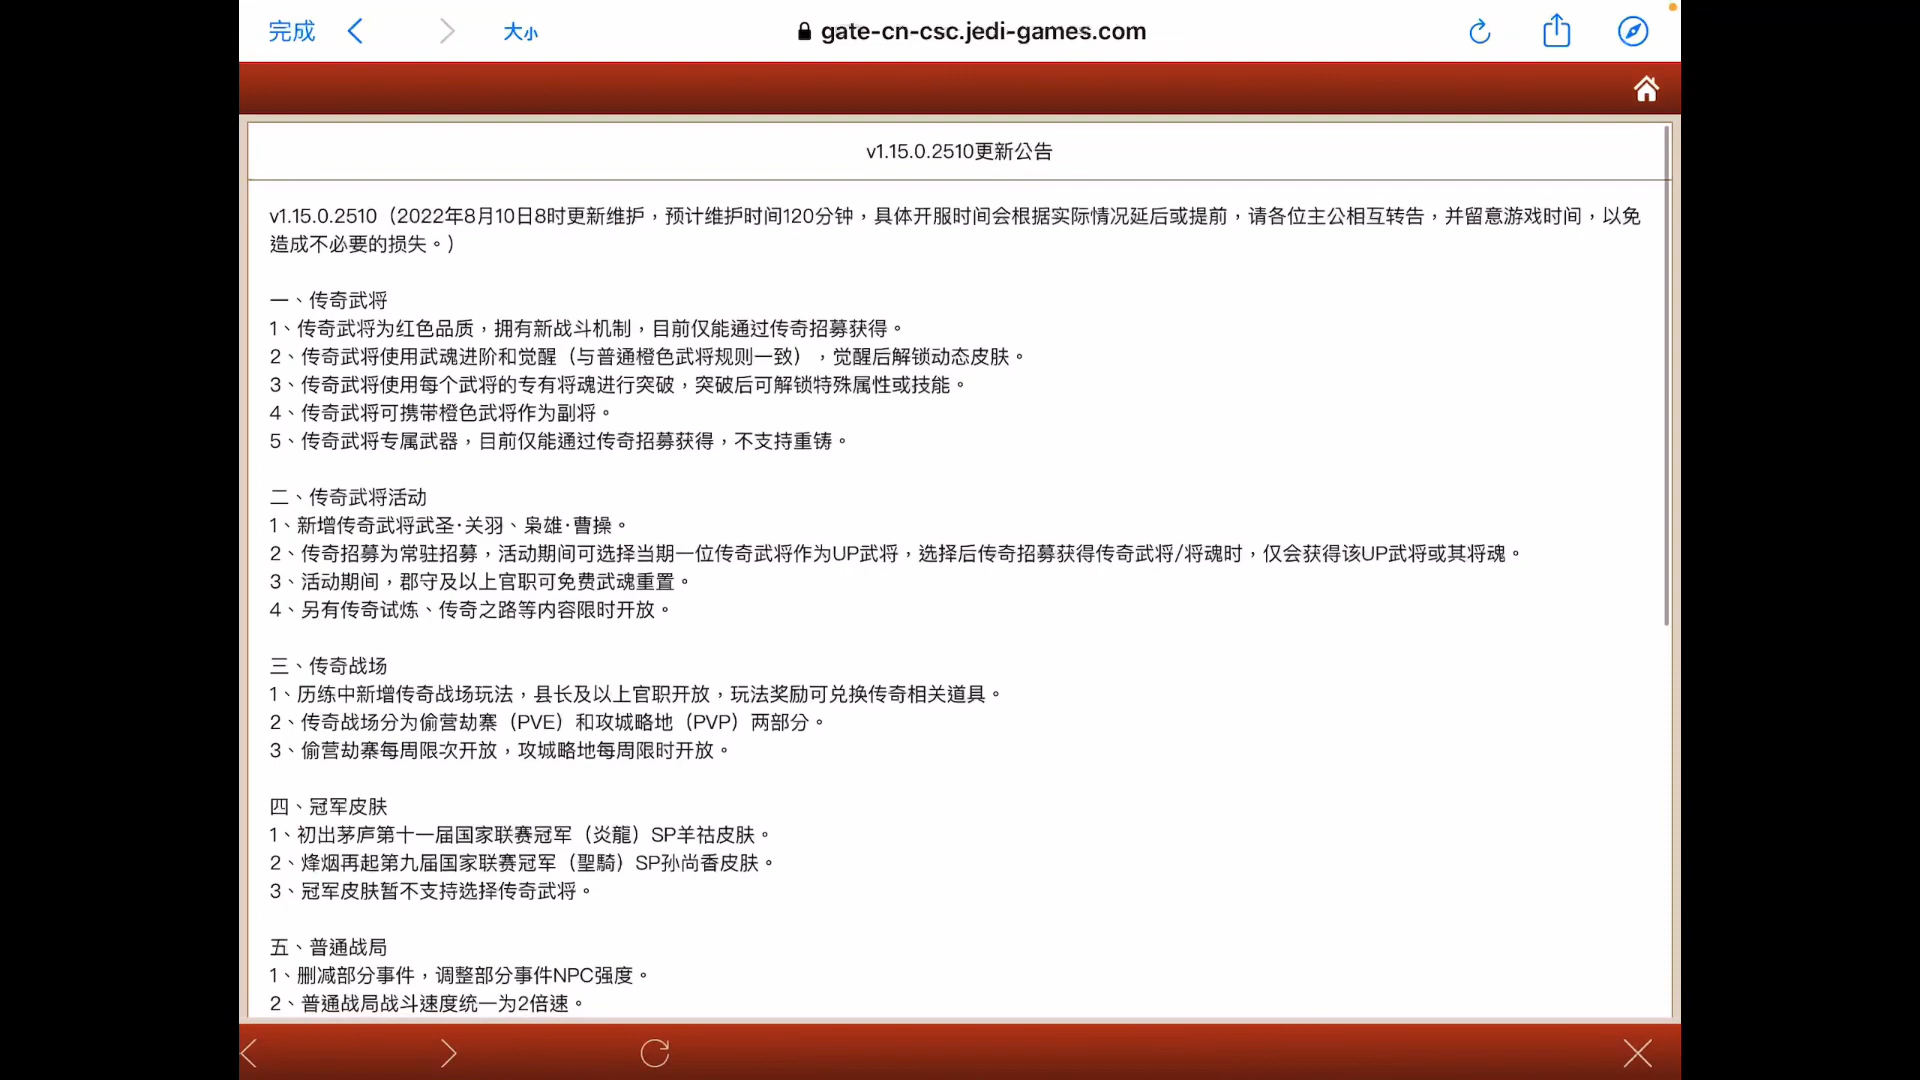 完成
大小
gate-cn-csc.jedi-games.com
v1.15.0.2510更新公告
v1.15.0.2510（2022年8月10日8时更新维护，预计维护时间120分钟，具体开服时间会根据实际情况延后或提前，请各位主公相互转告，并留意游戏时间，以免
造成不必要的损失。）
一、传奇武将
1、传奇武将为红色品质，拥有新战斗机制，目前仅能通过传奇招募获得。
2、传奇武将使用武魂进阶和觉醒（与普通橙色武将规则一致），觉醒后解锁动态皮肤。
3、传奇武将使用每个武将的专有将魂进行突破，突破后可解锁特殊属性或技能。
4、传奇武将可携带橙色武将作为副将。
5、传奇武将专属武器，目前仅能通过传奇招募获得，不支持重铸。
二、传奇武将活动
1、新增传奇武将武圣·关羽、枭雄·曹操。
2、传奇招募为常驻招募，活动期间可选择当期一位传奇武将作为UP武将，选择后传奇招募获得传奇武将/将魂时，仅会获得该UP武将或其将魂。
3、活动期间，郡守及以上官职可免费武魂重置。
4、另有传奇试炼、传奇之路等内容限时开放。
三、传奇战场
1、历练中新增传奇战场玩法，县长及以上官职开放，玩法奖励可兑换传奇相关道具。
2、传奇战场分为偷营劫寨（PVE）和攻城略地（PVP）两部分。
3、偷营劫寨每周限次开放，攻城略地每周限时开放。
四、冠军皮肤
1、初出茅庐第十一届国家联赛冠军（炎龍）SP羊祜皮肤。
2、烽烟再起第九届国家联赛冠军（聖騎）SP孙尚香皮肤。
3、冠军皮肤暂不支持选择传奇武将。
五、普通战局
1、删减部分事件，调整部分事件NPC强度。
2、普通战局战斗速度统一为2倍速。